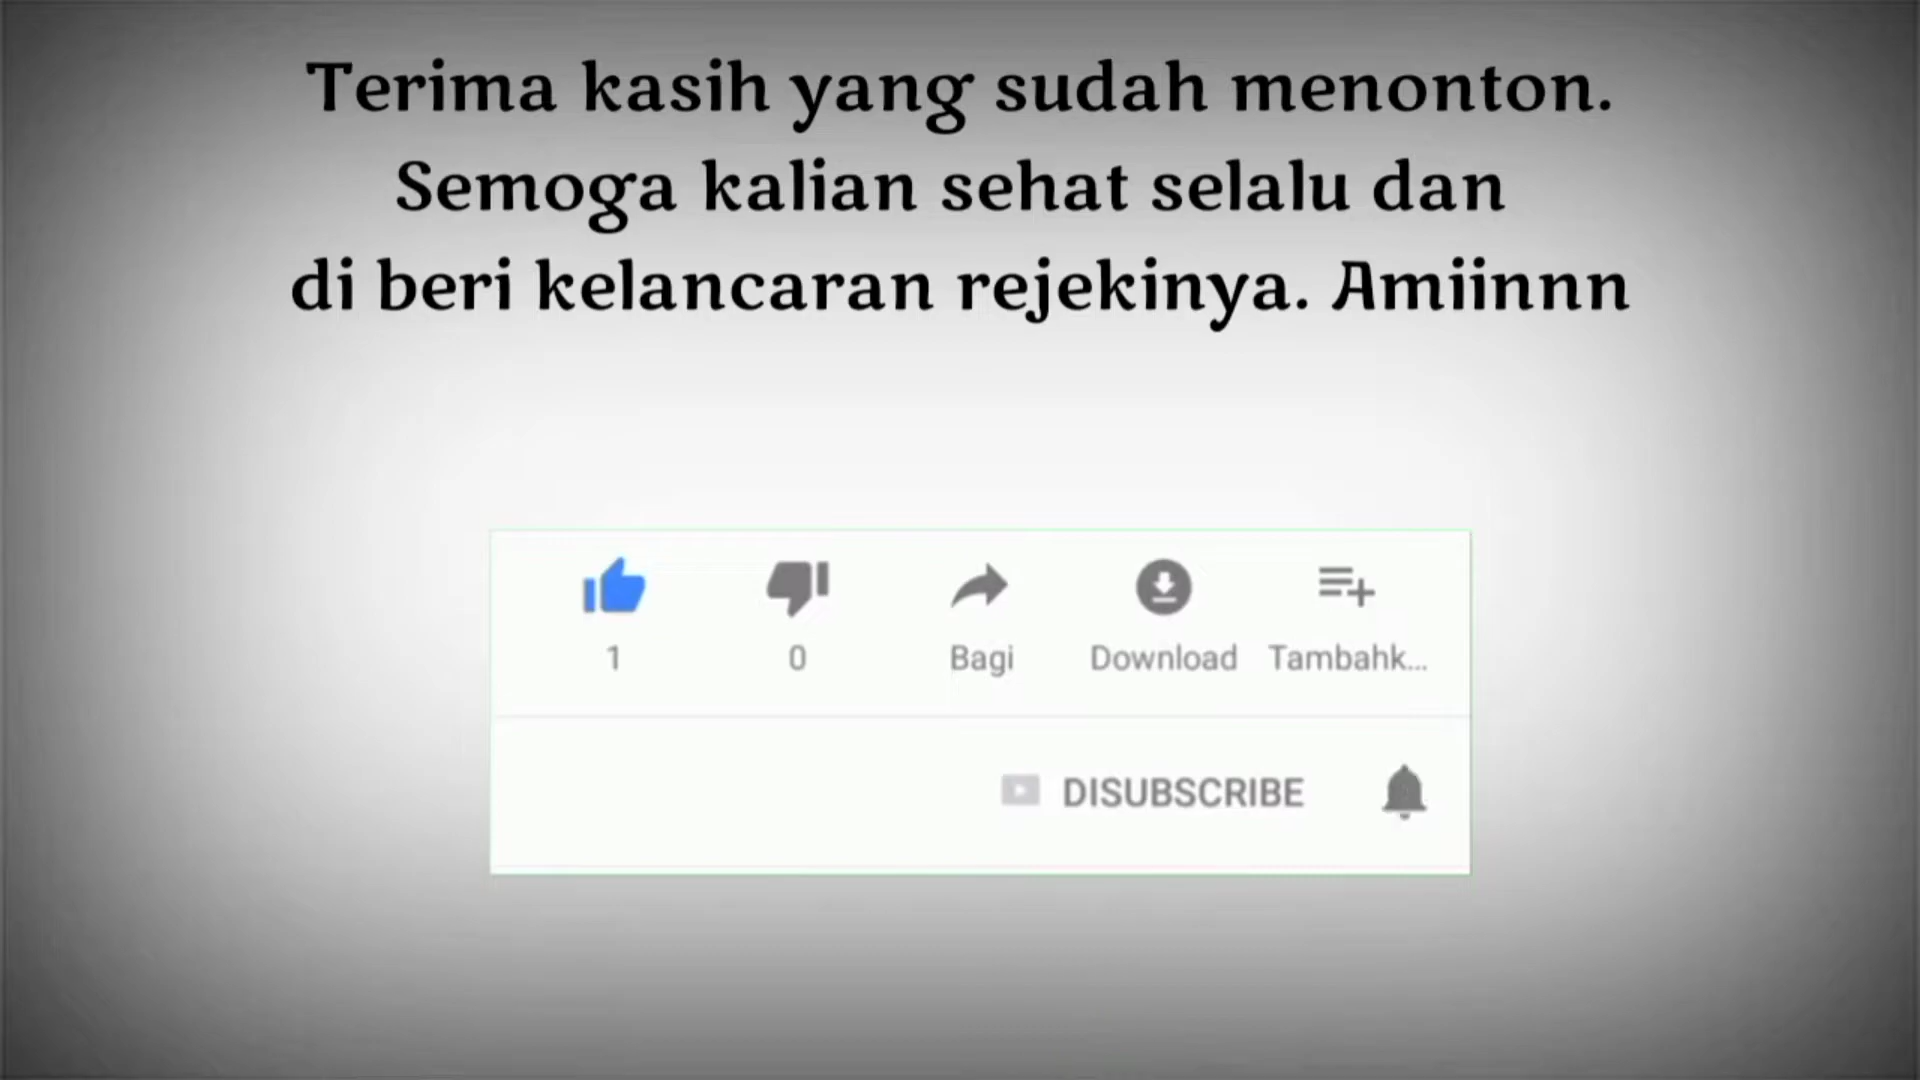 Terima kasih yang sudah menonton.
Semoga kalian sehat selalu dan
di beri kelancaran rejekinya. Amiinnn
1 0 Bagi Download Tambahk...
DISUBSCRIBE